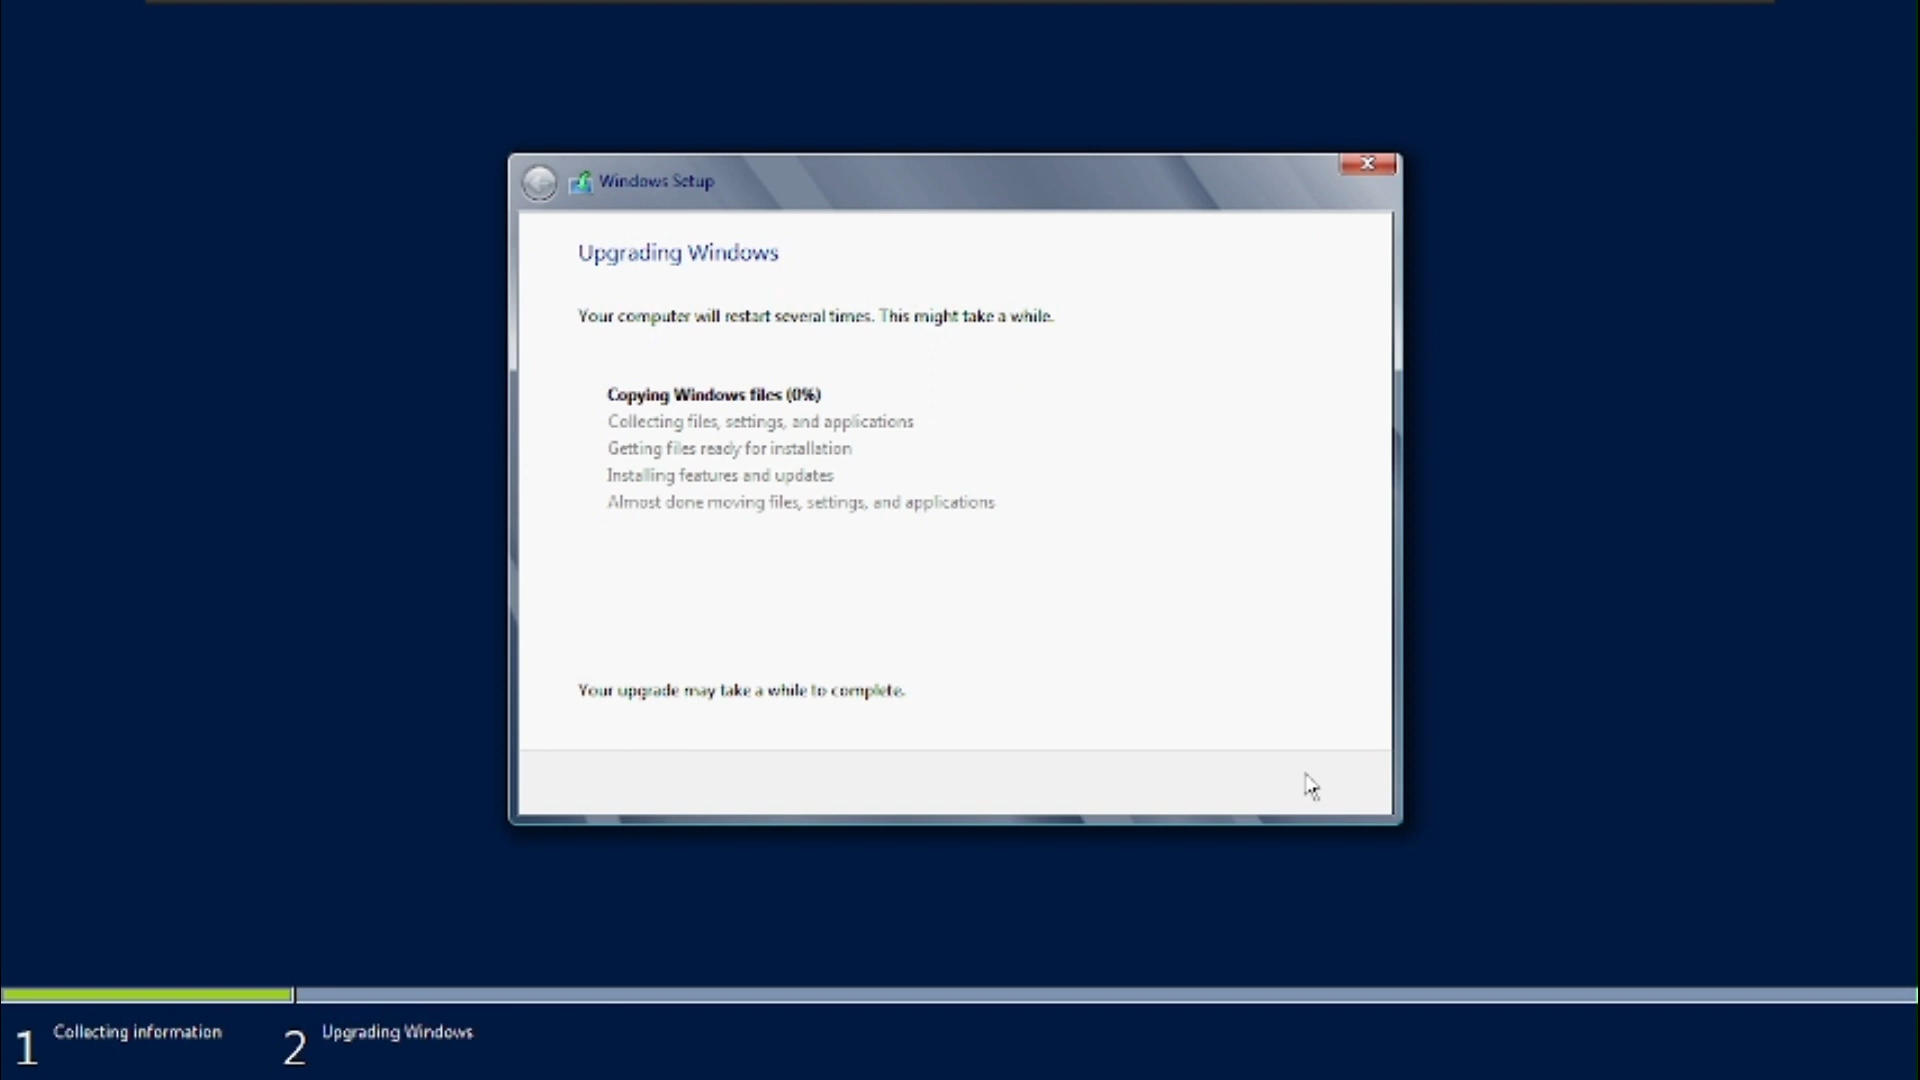 Windows Setup
Upgrading Windows
Your computer will restart several times. This might take a while.
Copying Windows files (0%)
Collecting files, settings, and applications
Getting files ready for installation
Installing features and updates
Almost done moving files, settings, and applications
Your upgrade may take a while to complete.
1 Collecting information 2 Upgrading Windows